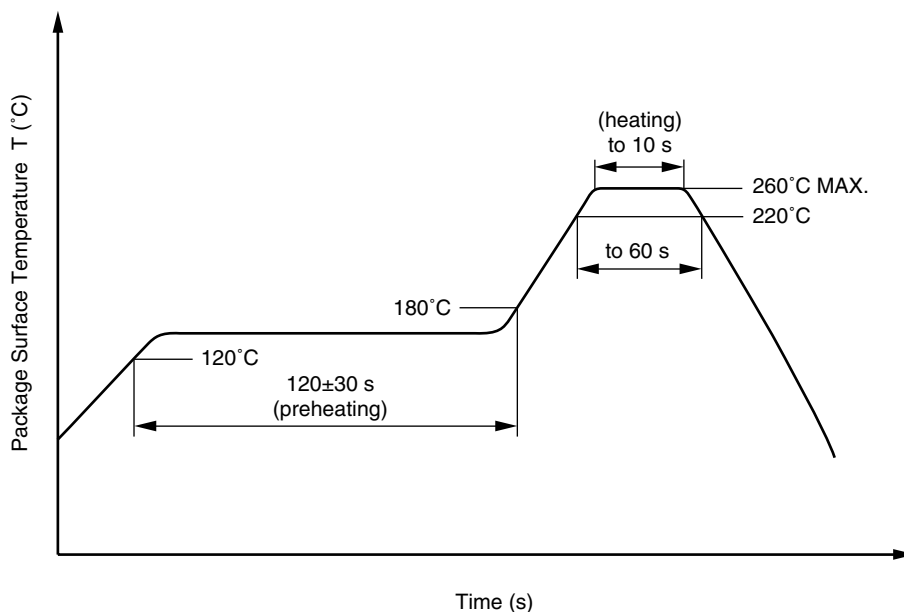 Package Surface Temperature T (˚C)
(heating)
to 10 s
260˚C MAX.
220˚C
to 60 s
180˚C
120˚C
120±30 s
(preheating)
Time (s)